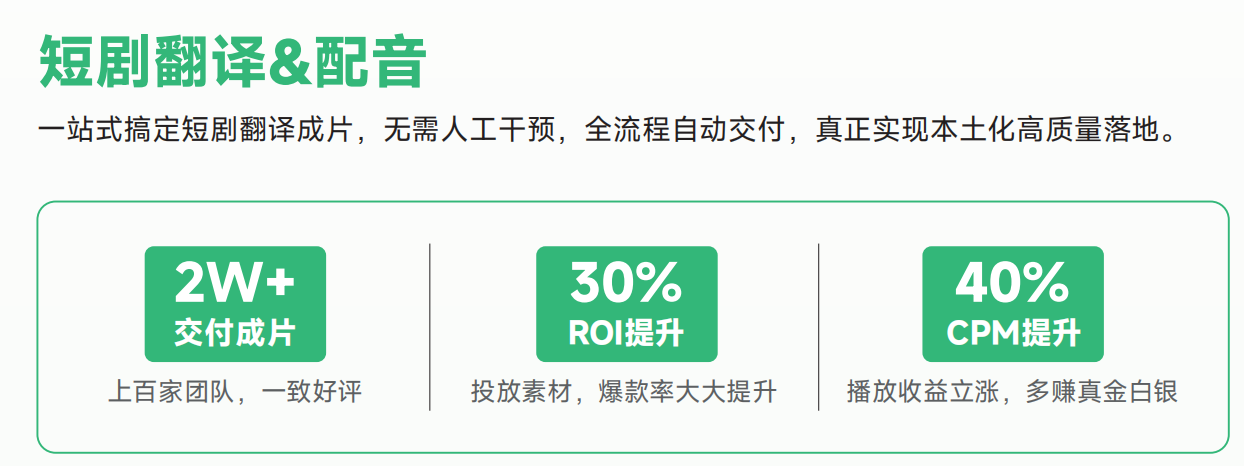 短剧翻译&配音
一站式搞定短剧翻译成片，无需人工干预，全流程自动交付，真正实现本土化高质量落地。
2W+
交付成片
上百家团队，一致好评
30%
ROI提升
投放素材，爆款率大大提升
40%
CPM提升
播放收益立涨，多赚真金白银